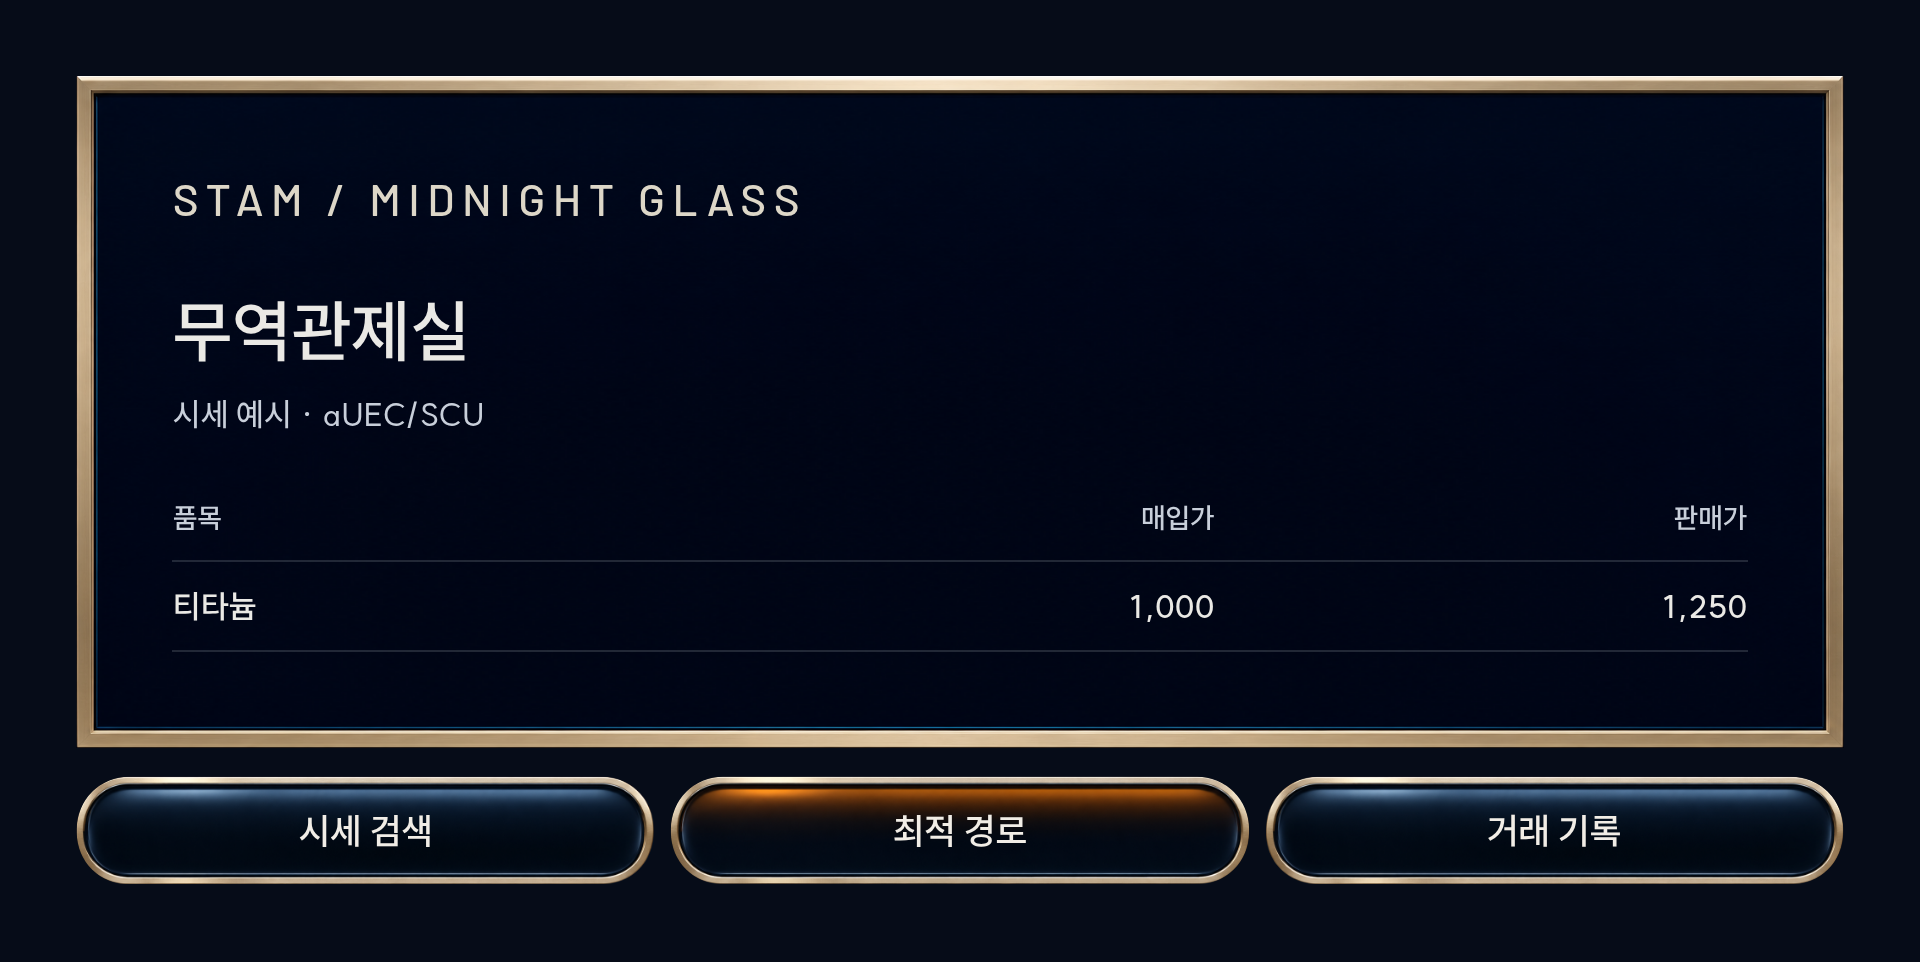 STAM / MIDNIGHT GLASS
무역관제실
시세 예시 · aUEC/SCU
품목 매입가 판매가
티타늄 1,000 1,250
시세 검색 최적 경로 거래 기록